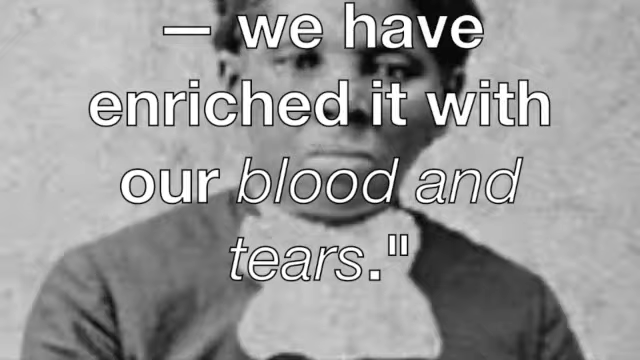 — we have
enriched it with
our blood and
tears."